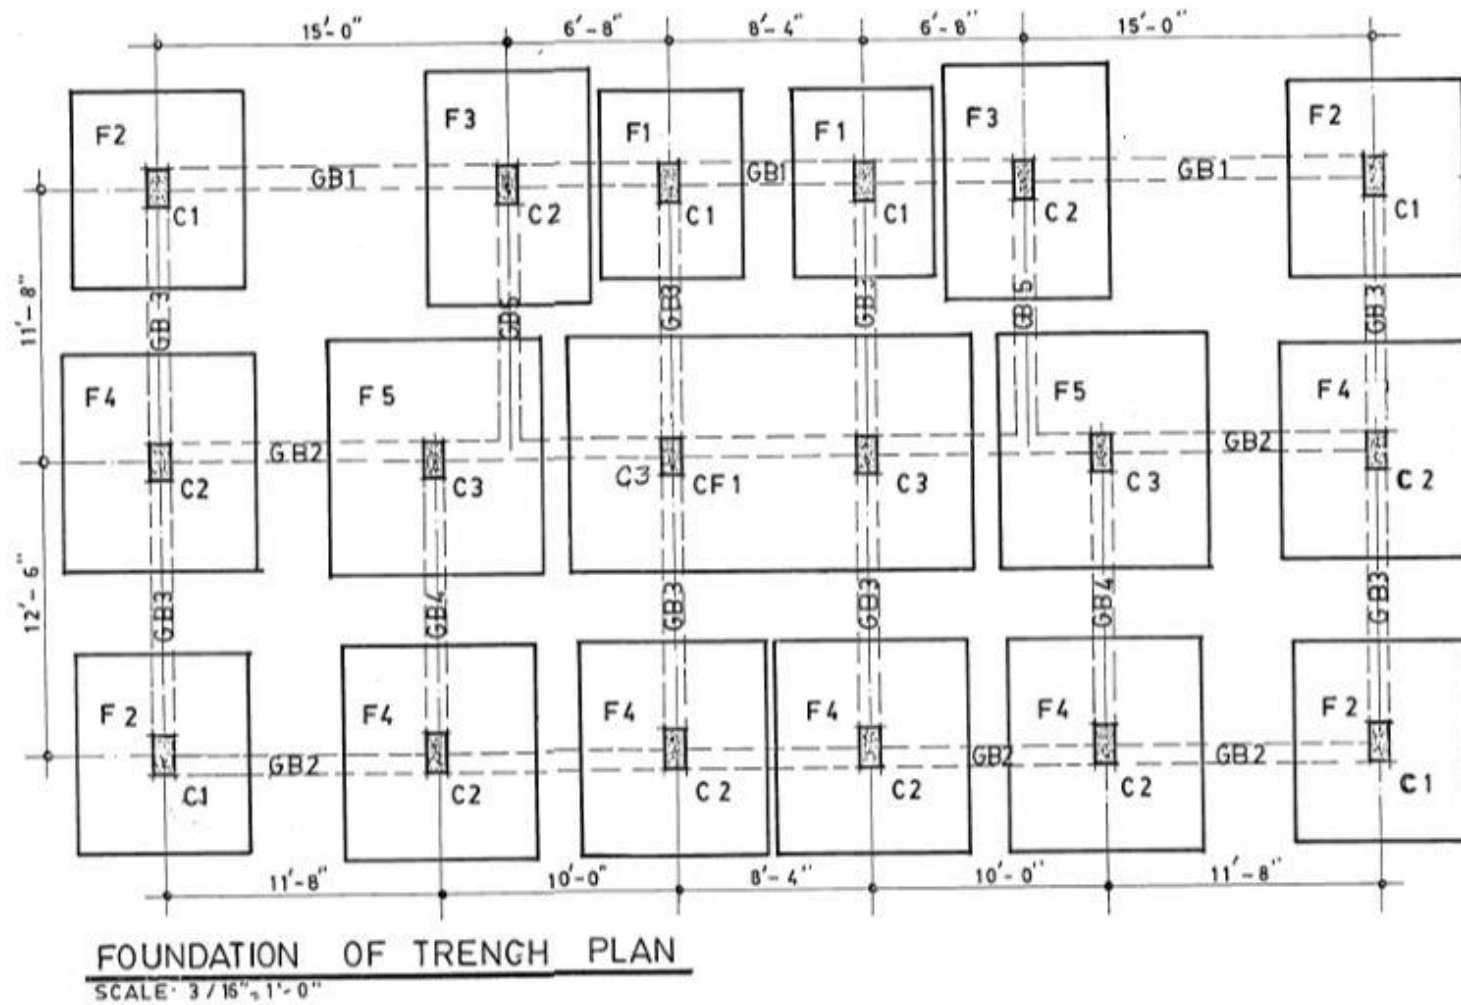 15'-0" 6'-8" 8'-4" 6'-8" 15'-0"
F2 F3 F1 F1 F3 F2
GB1 GB1 GB1
C1 C2 C1 C1 C2 C1
11'-8"
GB3 GB5 GB3 GB3 GB5 GB3
F4 F5 F5 F4
GB2 GB2
C2 C3 C3 CF1 C3 C3 C2
12'-6"
GB3 GB4 GB3 GB3 GB4 GB3
F2 F4 F4 F4 F4 F2
GB2 GB2 GB2
C1 C2 C2 C2 C2 C1
11'-8" 10'-0" 8'-4" 10'-0" 11'-8"
FOUNDATION OF TRENCH PLAN
SCALE· 3/16"=1'-0"